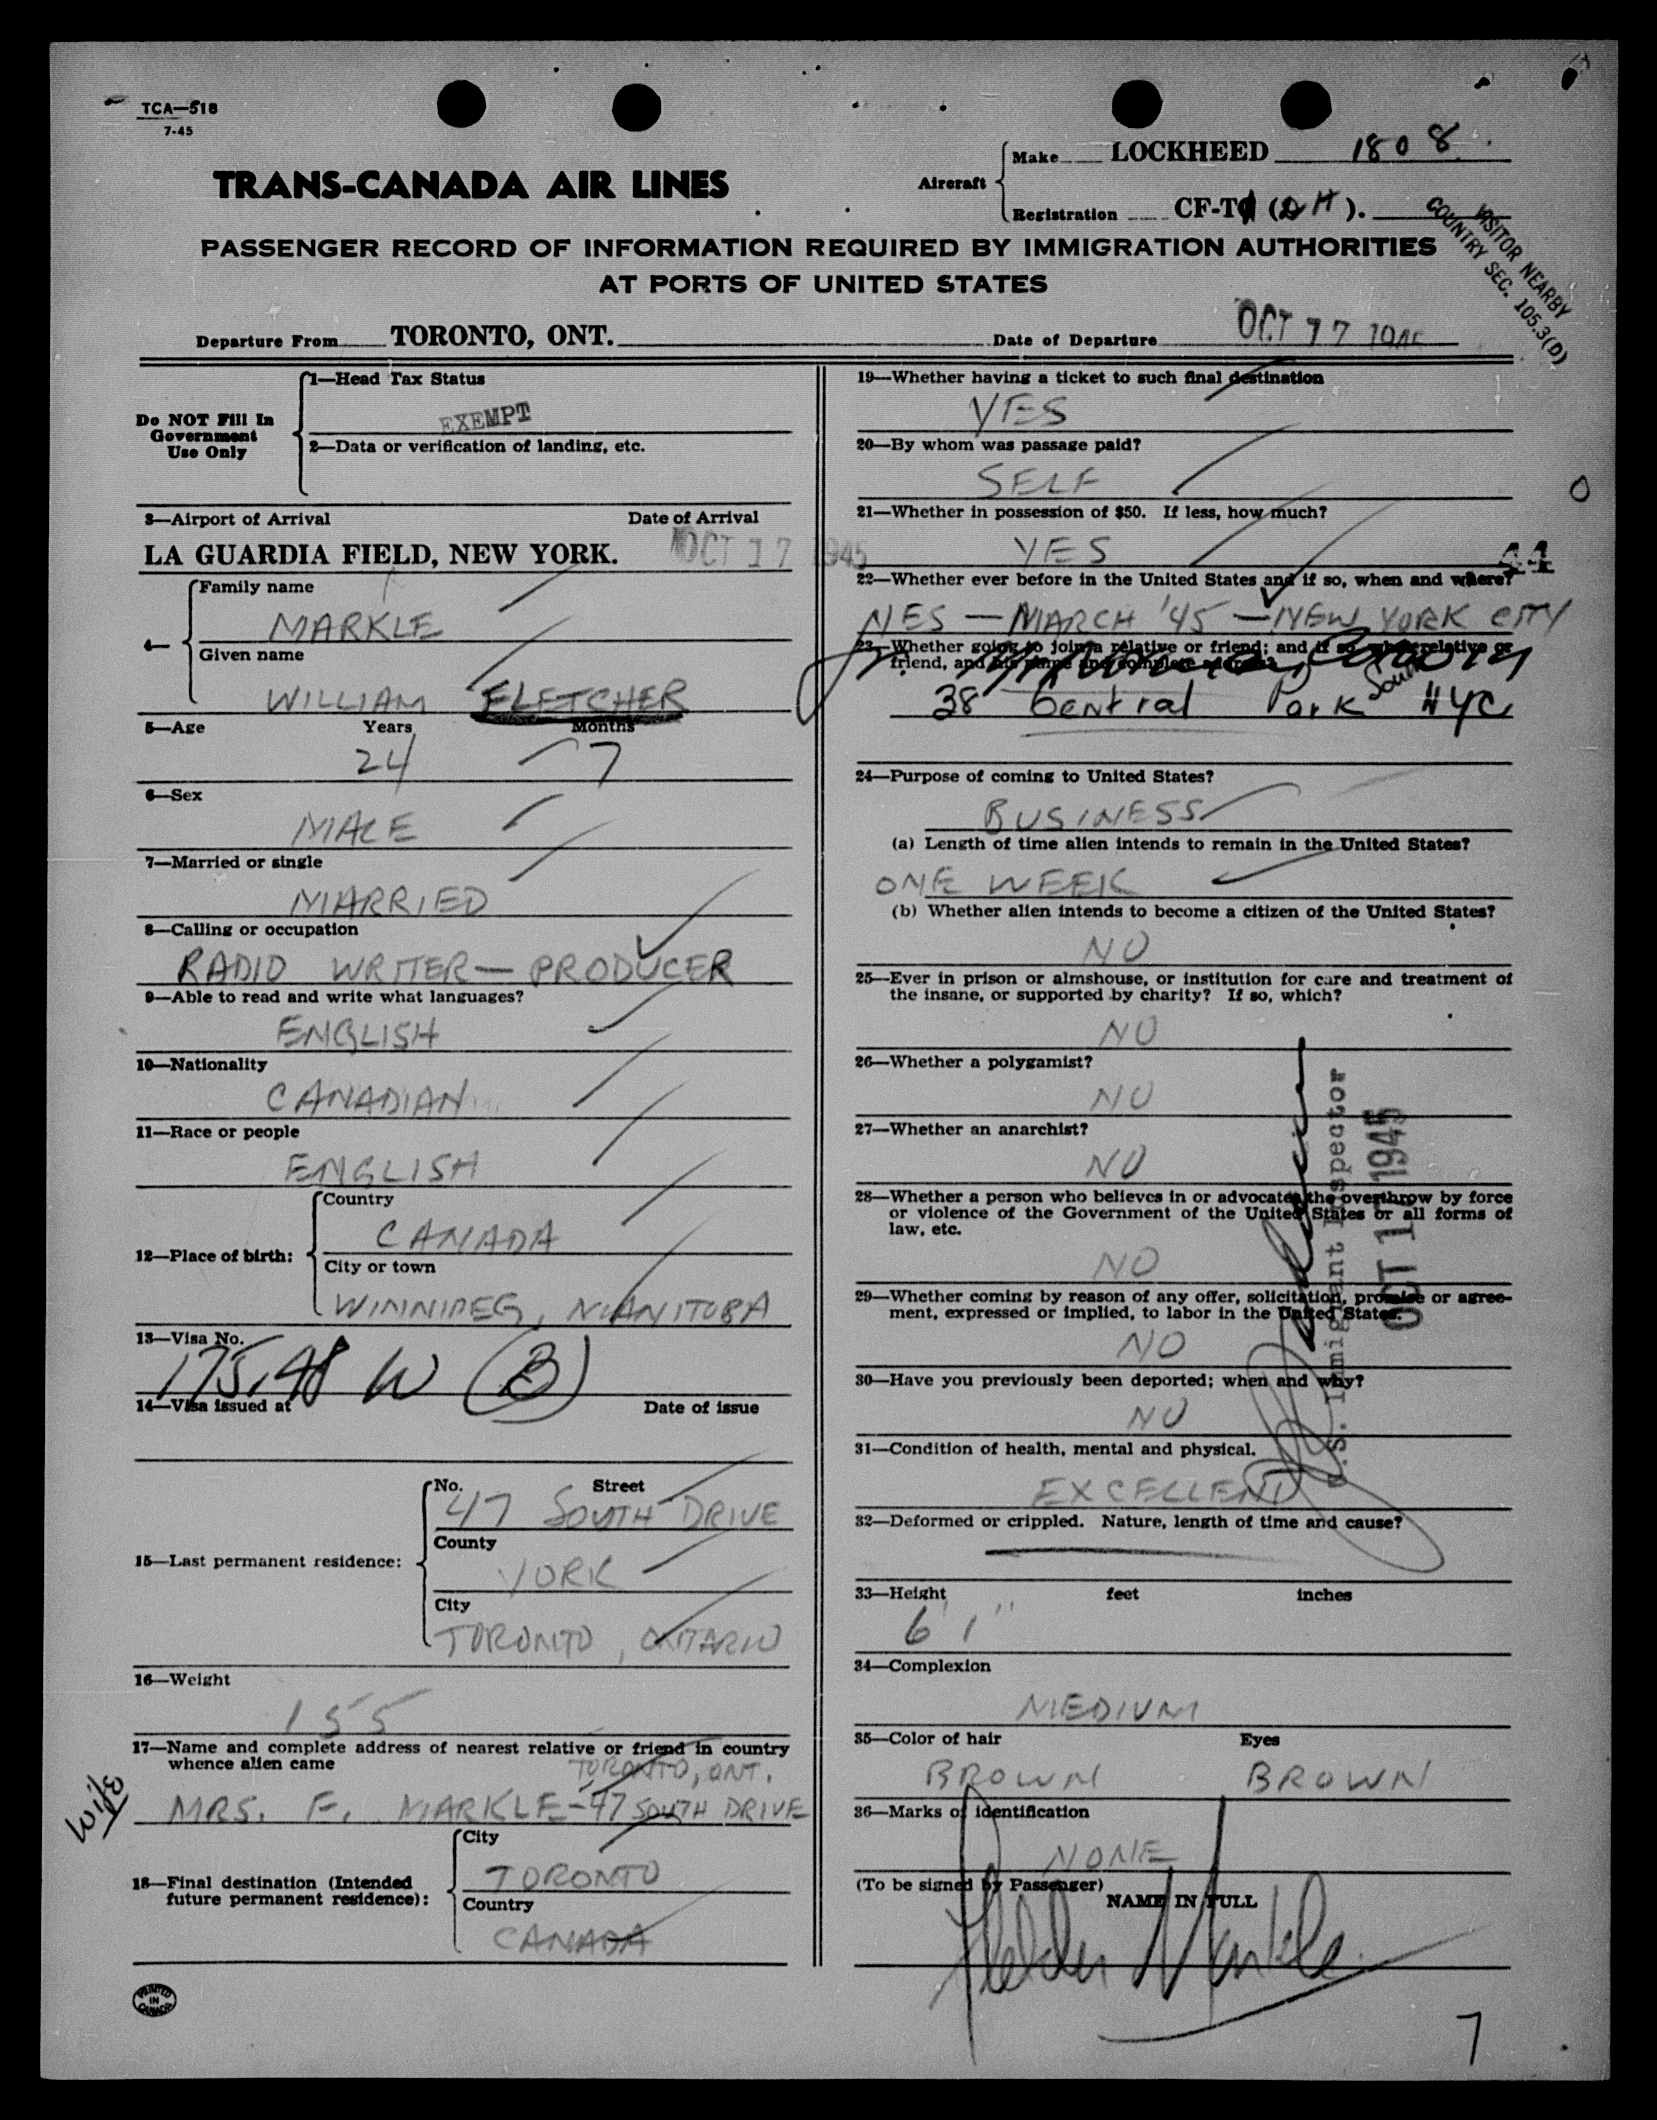 TCA—518
7-45
TRANS-CANADA AIR LINES
Aircraft
Make LOCKHEED 1808
Registration CF-T (DH).
VISITOR NEARBY
COUNTRY SEC. 105.3(D)
PASSENGER RECORD OF INFORMATION REQUIRED BY IMMIGRATION AUTHORITIES
AT PORTS OF UNITED STATES
Departure From TORONTO, ONT. Date of Departure OCT 17 1945
Do NOT Fill In
Government
Use Only
1—Head Tax Status
EXEMPT
2—Data or verification of landing, etc.
3—Airport of Arrival Date of Arrival
LA GUARDIA FIELD, NEW YORK. OCT 17 1945
4—
Family name
MARKLE
Given name
WILLIAM FLETCHER
5—Age Years Months
24 7
6—Sex
MALE
7—Married or single
MARRIED
8—Calling or occupation
RADIO WRITER—PRODUCER
9—Able to read and write what languages?
ENGLISH
10—Nationality
CANADIAN
11—Race or people
ENGLISH
12—Place of birth:
Country
CANADA
City or town
WINNIPEG, MANITOBA
13—Visa No.
175,48 W (B)
14—Visa issued at Date of issue
15—Last permanent residence:
No. Street
47 SOUTH DRIVE
County
YORK
City
TORONTO, ONTARIO
16—Weight
155
17—Name and complete address of nearest relative or friend in country
whence alien came
TORONTO, ONT.
wife
MRS. F. MARKLE-47 SOUTH DRIVE
18—Final destination (Intended
future permanent residence):
City
TORONTO
Country
CANADA
PRINTED
IN
CANADA
19—Whether having a ticket to such final destination
YES
20—By whom was passage paid?
SELF
21—Whether in possession of $50. If less, how much?
YES
0
44
22—Whether ever before in the United States and if so, when and where?
YES — MARCH '45 — NEW YORK CITY
23—Whether going to join a relative or friend; and if so, what relative or
friend, and his name and complete address?
38 Central Park South NYC
24—Purpose of coming to United States?
BUSINESS
(a) Length of time alien intends to remain in the United States?
ONE WEEK
(b) Whether alien intends to become a citizen of the United States?
NO
25—Ever in prison or almshouse, or institution for care and treatment of
the insane, or supported by charity? If so, which?
NO
26—Whether a polygamist?
NO
27—Whether an anarchist?
NO
28—Whether a person who believes in or advocates the overthrow by force
or violence of the Government of the United States or all forms of
law, etc.
NO
29—Whether coming by reason of any offer, solicitation, promise or agree-
ment, expressed or implied, to labor in the United States.
NO
30—Have you previously been deported; when and why?
NO
U.S. Immigrant Inspector
OCT 17 1945
31—Condition of health, mental and physical.
EXCELLENT
32—Deformed or crippled. Nature, length of time and cause?
33—Height feet inches
6' 1"
34—Complexion
MEDIUM
35—Color of hair Eyes
BROWN BROWN
36—Marks of identification
NONE
(To be signed by Passenger)
NAME IN FULL
Fletcher Markle
7